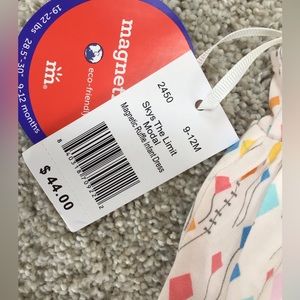 19-22 lbs 28.5"-30" 9-12 months
m
magnet
eco-friendly
2450
9-12M
Skys The Limit
Modal
Magnetic Ruffle Infant Dress
$ 44.00